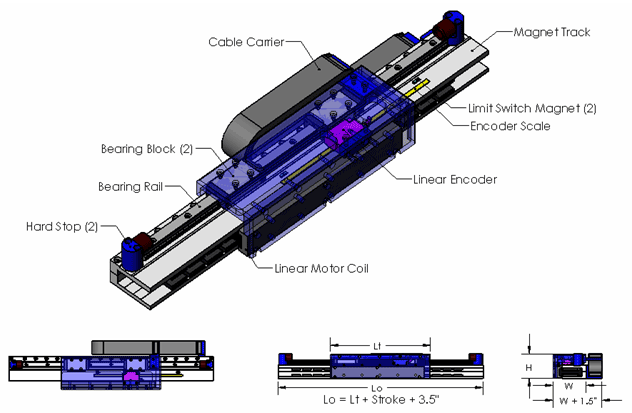 Magnet Track
Cable Carrier
Limit Switch Magnet (2)
Encoder Scale
Bearing Block (2)
Linear Encoder
Bearing Rail
Hard Stop (2)
Linear Motor Coil
Lt
Lo
Lo = Lt + Stroke + 3.5"
H
W
W + 1.5"